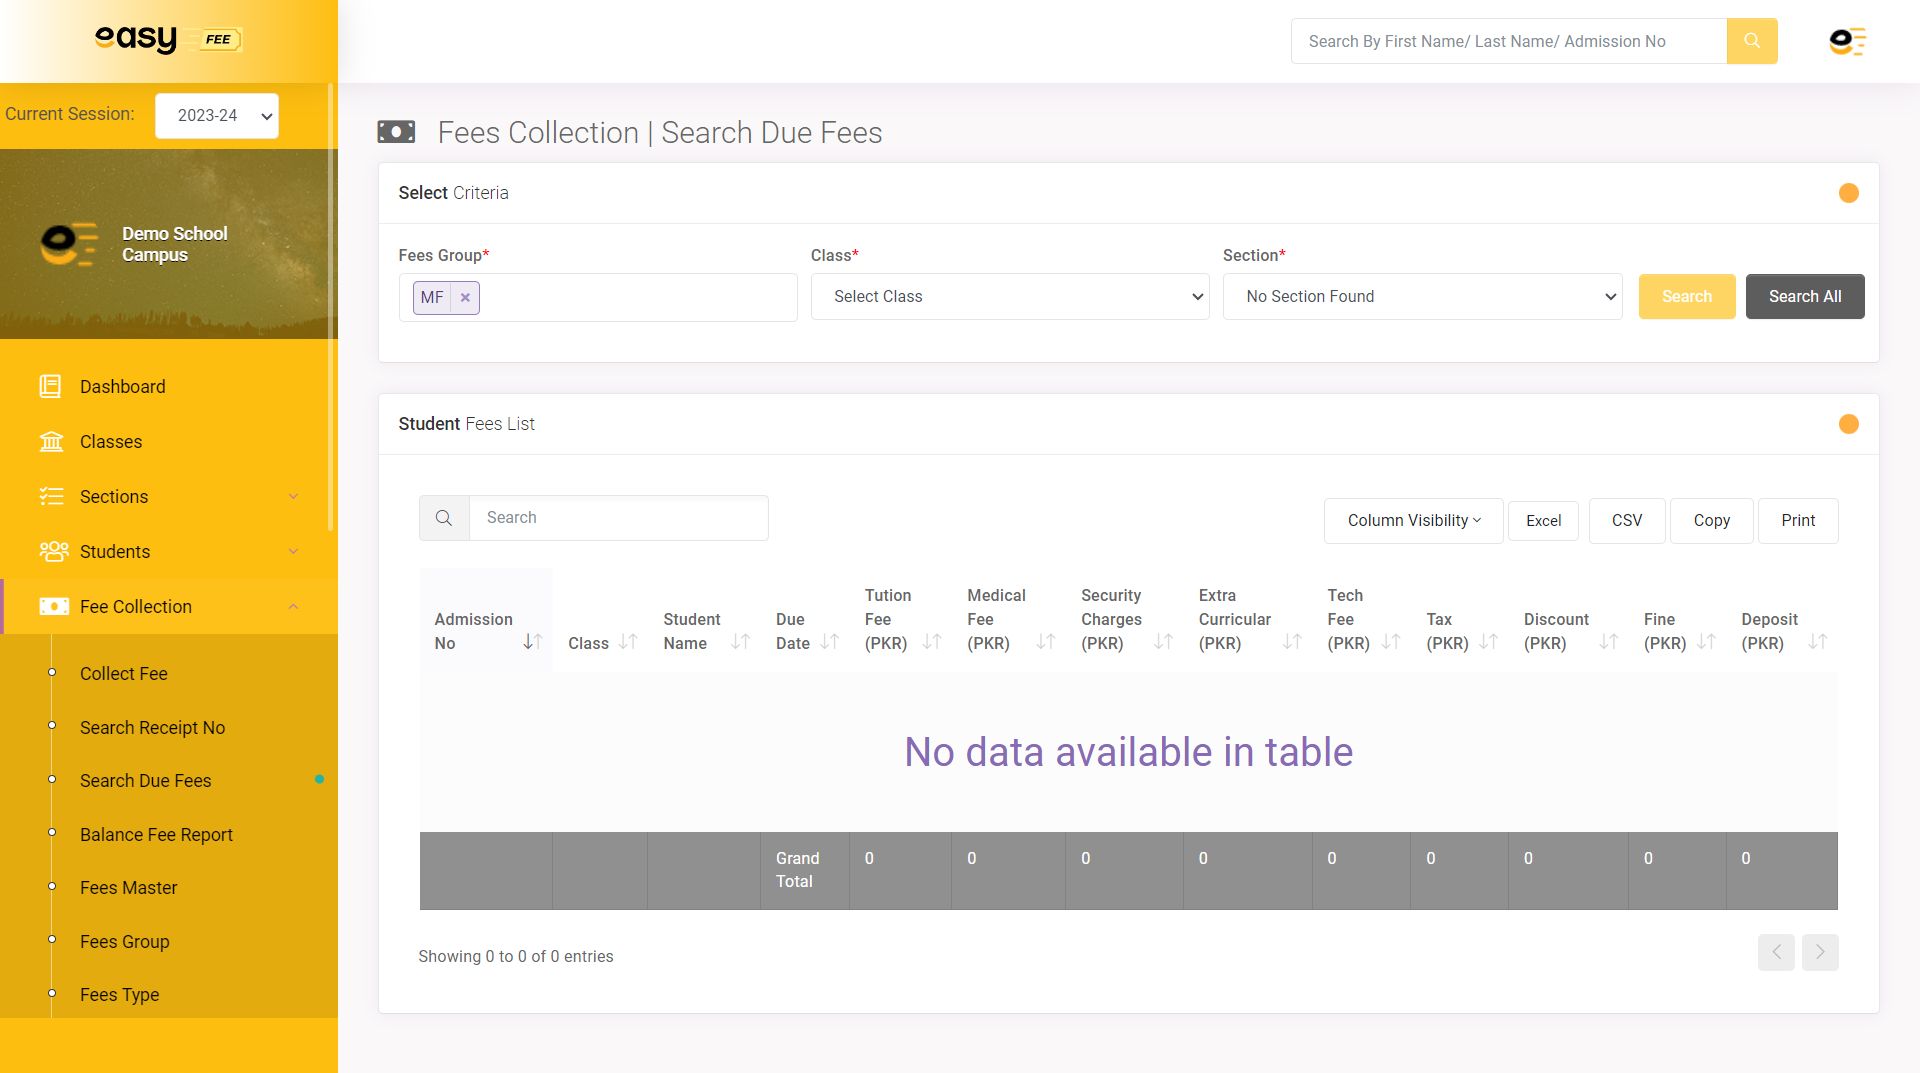 easy FEE
Search By First Name/ Last Name/ Admission No
Current Session: 2023-24
Demo School
Campus
Dashboard
Classes
Sections
Students
Fee Collection
Collect Fee
Search Receipt No
Search Due Fees
Balance Fee Report
Fees Master
Fees Group
Fees Type
Fees Collection | Search Due Fees
Select Criteria
Fees Group* Class* Section*
MF × Select Class No Section Found Search Search All
Student Fees List
Search Column Visibility Excel CSV Copy Print
Admission No
Class
Student Name
Due Date
Tution Fee (PKR)
Medical Fee (PKR)
Security Charges (PKR)
Extra Curricular (PKR)
Tech Fee (PKR)
Tax (PKR)
Discount (PKR)
Fine (PKR)
Deposit (PKR)
No data available in table
Grand Total 0 0 0 0 0 0 0 0 0
Showing 0 to 0 of 0 entries